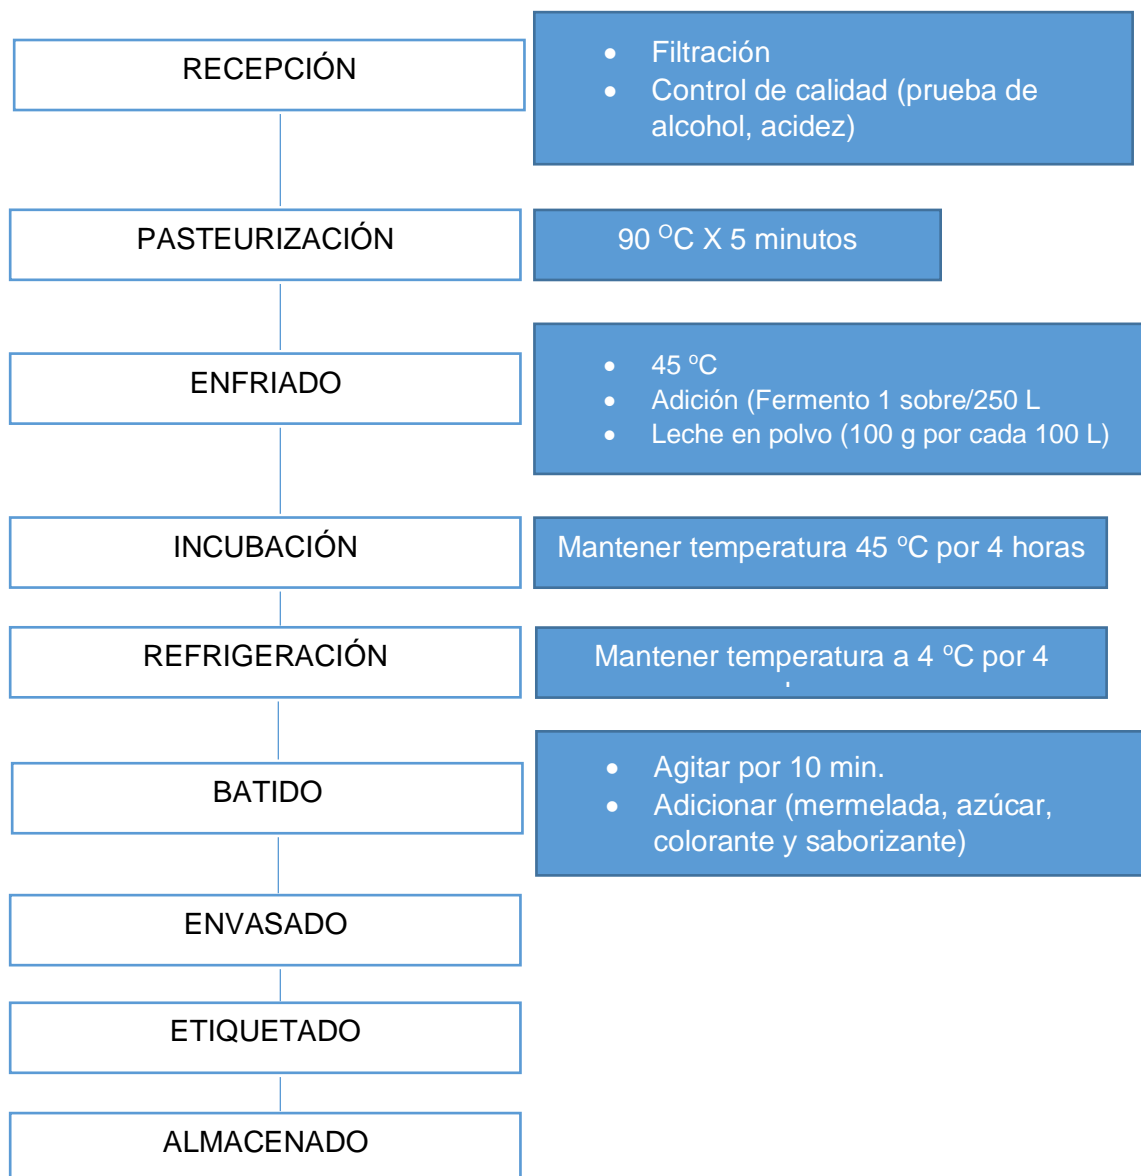 RECEPCIÓN
• Filtración
• Control de calidad (prueba de
alcohol, acidez)
PASTEURIZACIÓN
90 ºC X 5 minutos
ENFRIADO
• 45 ºC
• Adición (Fermento 1 sobre/250 L
• Leche en polvo (100 g por cada 100 L)
INCUBACIÓN
Mantener temperatura 45 ºC por 4 horas
REFRIGERACIÓN
Mantener temperatura a 4 ºC por 4
BATIDO
• Agitar por 10 min.
• Adicionar (mermelada, azúcar,
colorante y saborizante)
ENVASADO
ETIQUETADO
ALMACENADO